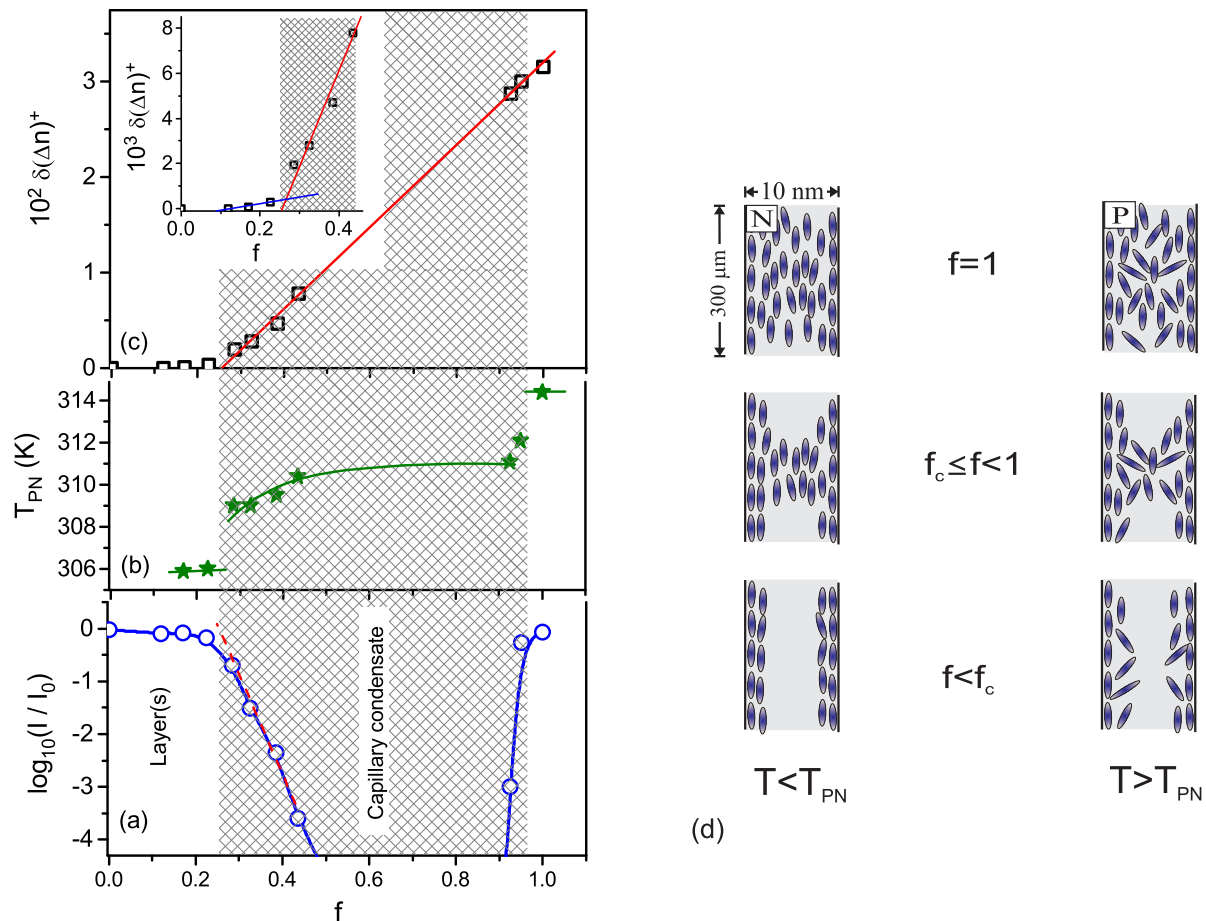 10² δ(Δn)⁺
3
2
1
0
(c)
10³ δ(Δn)⁺
8
6
4
2
0
0.0 0.2 0.4
f
T_PN (K)
314
312
310
308
306
(b)
log₁₀(I / I₀)
0
-1
-2
-3
-4
Layer(s)
Capillary condensate
(a)
0.0 0.2 0.4 0.6 0.8 1.0
f
10 nm
300 μm
N
P
f=1
f_c≤f<1
f<f_c
T<T_PN
T>T_PN
(d)